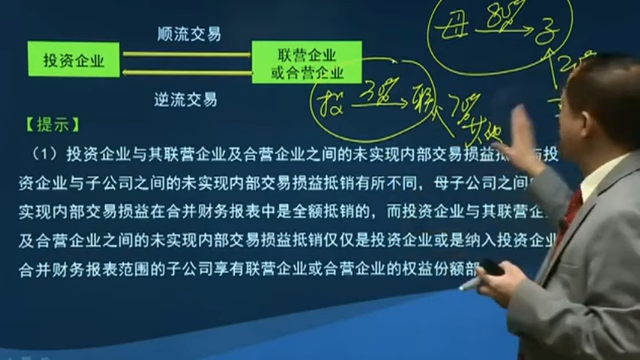 顺流交易
投资企业
联营企业
或合营企业
逆流交易
母 80% 子
投 30% 联 70% 其他
【提示】
(1)投资企业与其联营企业及合营企业之间的未实现内部交易损益抵 与投
资企业与子公司之间的未实现内部交易损益抵销有所不同,母子公司之间
实现内部交易损益在合并财务报表中是全额抵销的,而投资企业与其联营企
及合营企业之间的未实现内部交易损益抵销仅仅是投资企业或是纳入投资企业
合并财务报表范围的子公司享有联营企业或合营企业的权益份额部